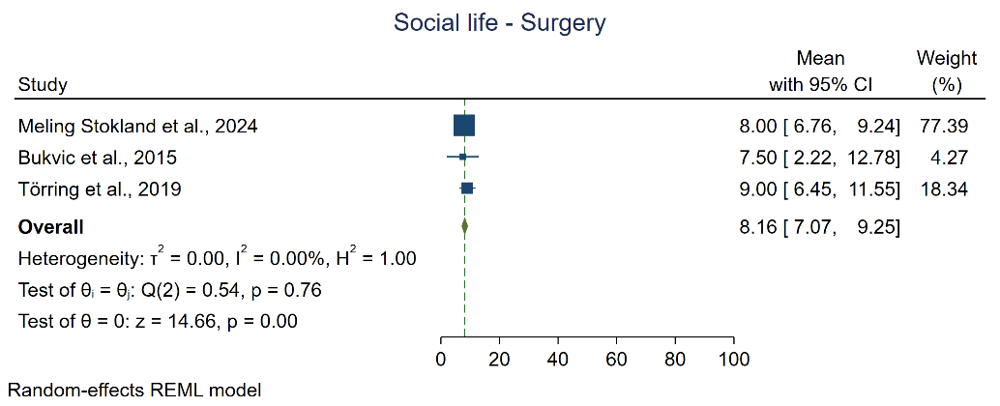 Social life - Surgery
Mean Weight
Study with 95% CI (%)
Meling Stokland et al., 2024 8.00 [ 6.76, 9.24] 77.39
Bukvic et al., 2015 7.50 [ 2.22, 12.78] 4.27
Törring et al., 2019 9.00 [ 6.45, 11.55] 18.34
Overall 8.16 [ 7.07, 9.25]
Heterogeneity: τ² = 0.00, I² = 0.00%, H² = 1.00
Test of θᵢ = θⱼ: Q(2) = 0.54, p = 0.76
Test of θ = 0: z = 14.66, p = 0.00
0 20 40 60 80 100
Random-effects REML model